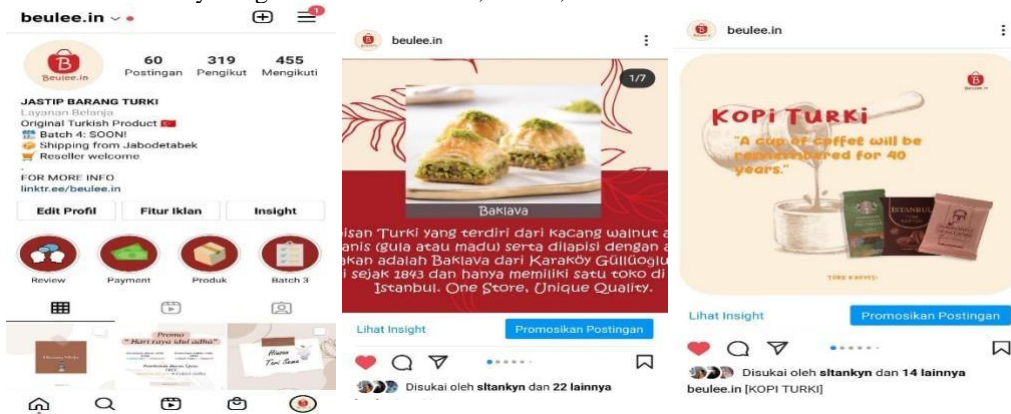 beulee.in
60 319 455
Postingan Pengikut Mengikuti
B
Beulee.in
JASTIP BARANG TURKI
Layanan Belanja
Original Turkish Product
Batch 4: SOON!
Shipping from Jabodetabek
Reseller welcome
.
FOR MORE INFO
linktr.ee/beulee.in
Edit Profil Fitur Iklan Insight
Review Payment Produk Batch 3
Promo
"Hari raya idul adha"
beulee.in
1/7
Baklava
isan Turki yang terdiri dari kacang walnut a
anis (gula atau madu) serta dilapisi dengan a
akan adalah Baklava dari Karaköy Güllüoglu
i sejak 1843 dan hanya memiliki satu toko di
Istanbul. One Store, Unique Quality.
Lihat Insight Promosikan Postingan
Disukai oleh sltankyn dan 22 lainnya
beulee.in
B
KOPI TURKI
"A cup of coffee will be
remembered for 40
years."
ISTANBUL
Lihat Insight Promosikan Postingan
Disukai oleh sltankyn dan 14 lainnya
beulee.in [KOPI TURKI]